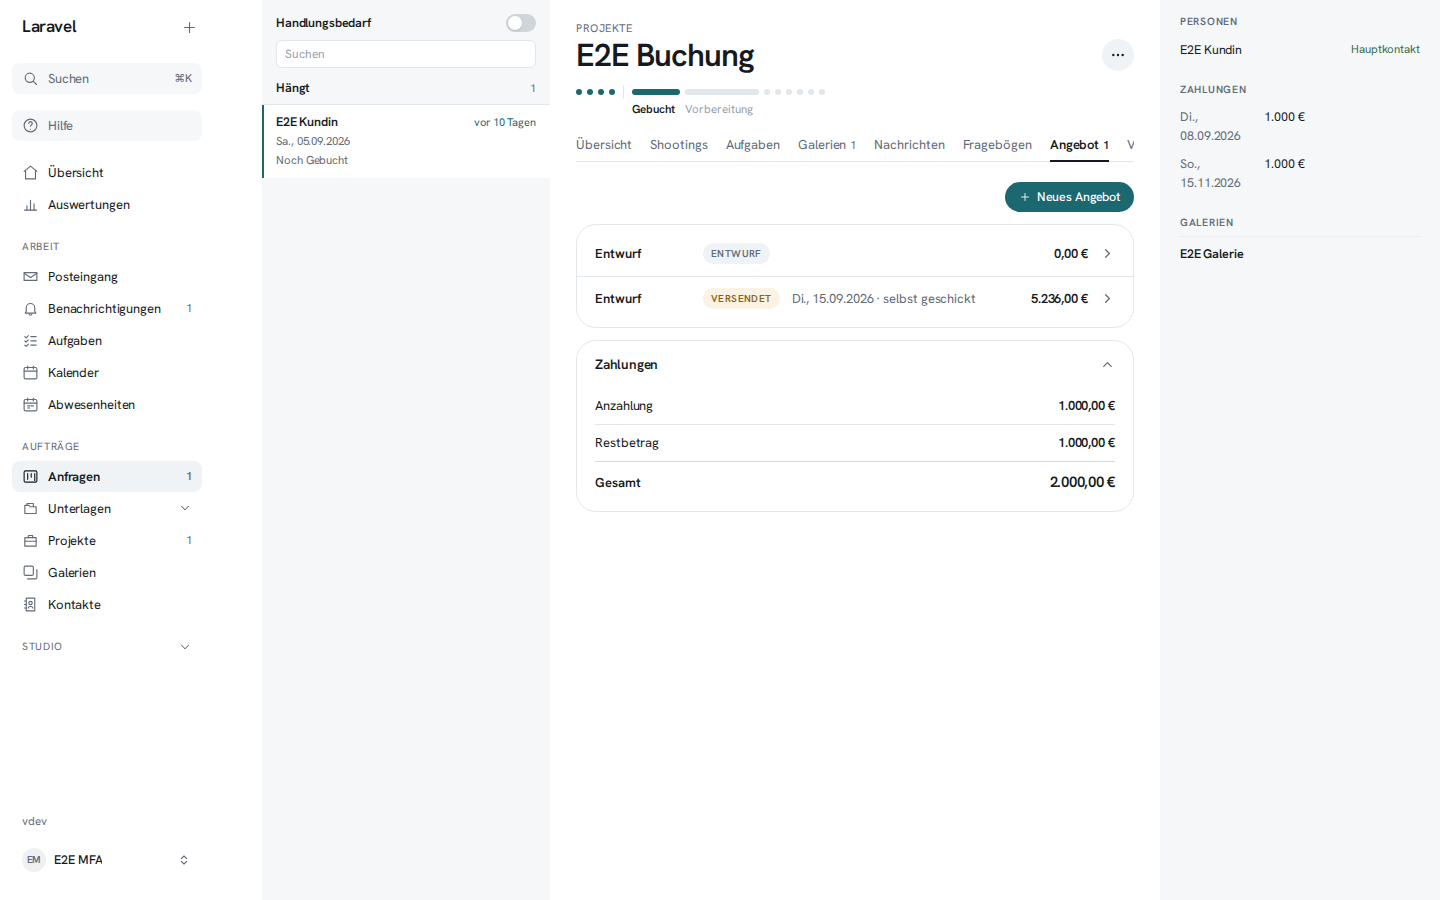 Laravel
Suchen ⌘K
Hilfe
Übersicht
Auswertungen
ARBEIT
Posteingang
Benachrichtigungen 1
Aufgaben
Kalender
Abwesenheiten
AUFTRÄGE
Anfragen 1
Unterlagen
Projekte 1
Galerien
Kontakte
STUDIO
vdev
EM E2E MFA
Handlungsbedarf
Suchen
Hängt 1
E2E Kundin vor 10 Tagen
Sa., 05.09.2026
Noch Gebucht
PROJEKTE
E2E Buchung
Gebucht Vorbereitung
Übersicht Shootings Aufgaben Galerien 1 Nachrichten Fragebögen Angebot 1 V
Neues Angebot
Entwurf ENTWURF 0,00 €
Entwurf VERSENDET Di., 15.09.2026 · selbst geschickt 5.236,00 €
Zahlungen
Anzahlung 1.000,00 €
Restbetrag 1.000,00 €
Gesamt 2.000,00 €
PERSONEN
E2E Kundin Hauptkontakt
ZAHLUNGEN
Di., 1.000 €
08.09.2026
So., 1.000 €
15.11.2026
GALERIEN
E2E Galerie